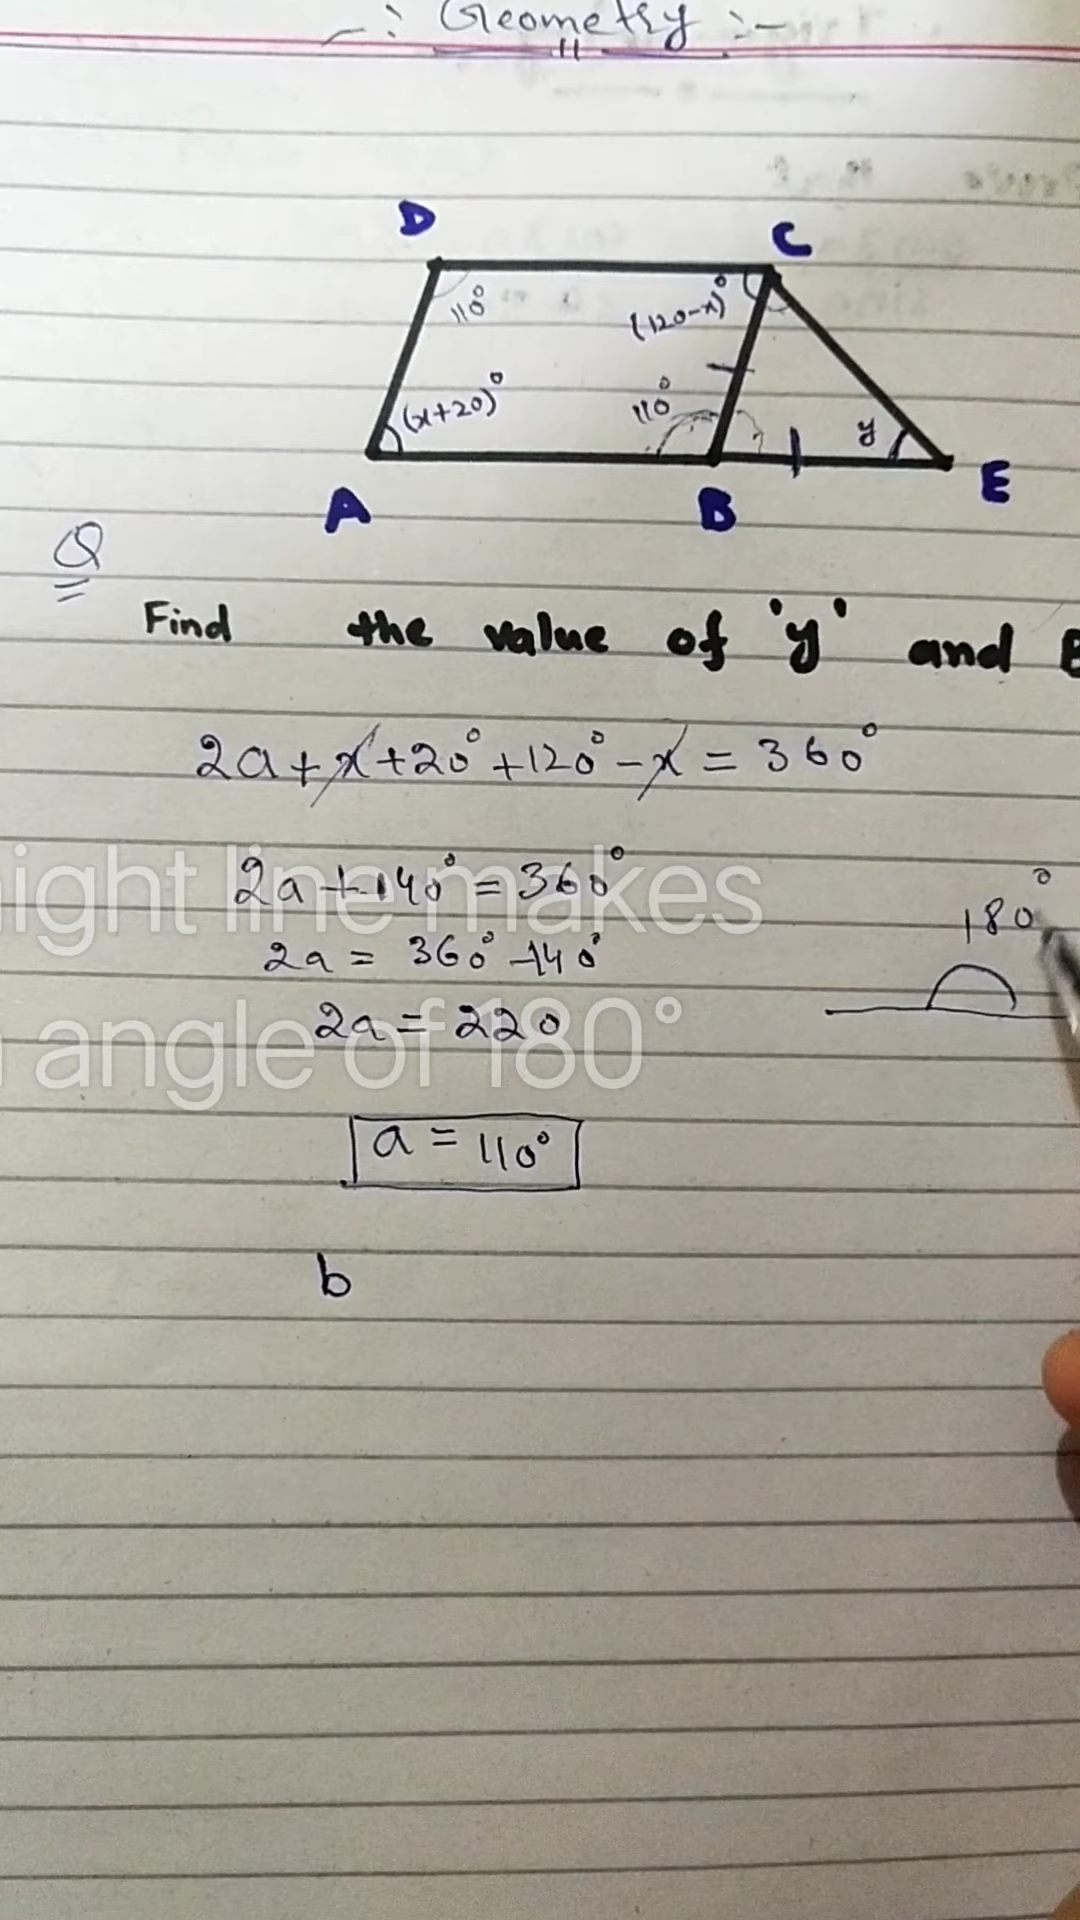 -: Geometry :-
D
C
110°
(120-x)°
(x+20)°
110°
y
A
B
E
Q
Find the value of 'y' and
2a + x + 20° + 120° - x = 360°
2a + 140° = 360°
180°
2a = 360° - 140°
2a = 220
a = 110°
b
ight line makes
angle of 180°